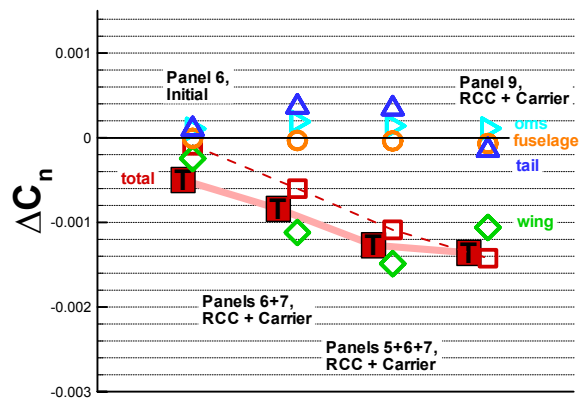 0.001
Panel 6,
Initial
Panel 9,
RCC + Carrier
oms
0
fuselage
tail
total
T
T
T
T
wing
-0.001
ΔCn
-0.002
Panels 6+7,
RCC + Carrier
Panels 5+6+7,
RCC + Carrier
-0.003